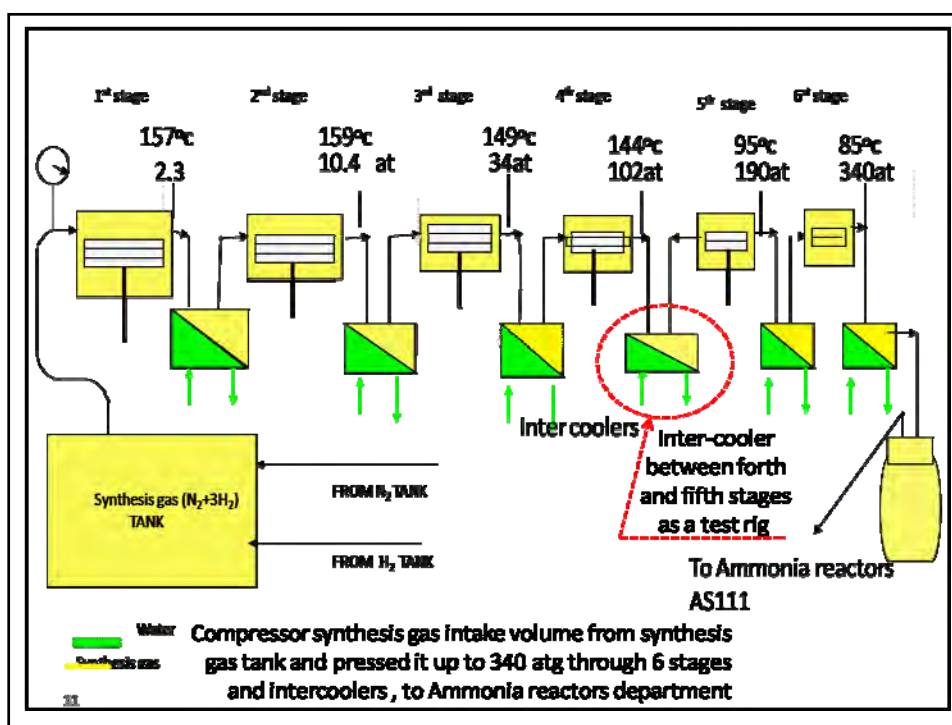 1st stage
2nd stage
3rd stage
4th stage
5th stage
6st stage
157ºc
2.3
159ºc
10.4 at
149ºc
34at
144ºc
102at
95ºc
190at
85ºc
340at
Inter coolers
Inter-cooler
between forth
and fifth stages
as a test rig
Synthesis gas (N₂+3H₂)
TANK
FROM N₂ TANK
FROM H₂ TANK
To Ammonia reactors
AS111
Water
Synthesis gas
Compressor synthesis gas intake volume from synthesis
gas tank and pressed it up to 340 atg through 6 stages
and intercoolers , to Ammonia reactors department
11